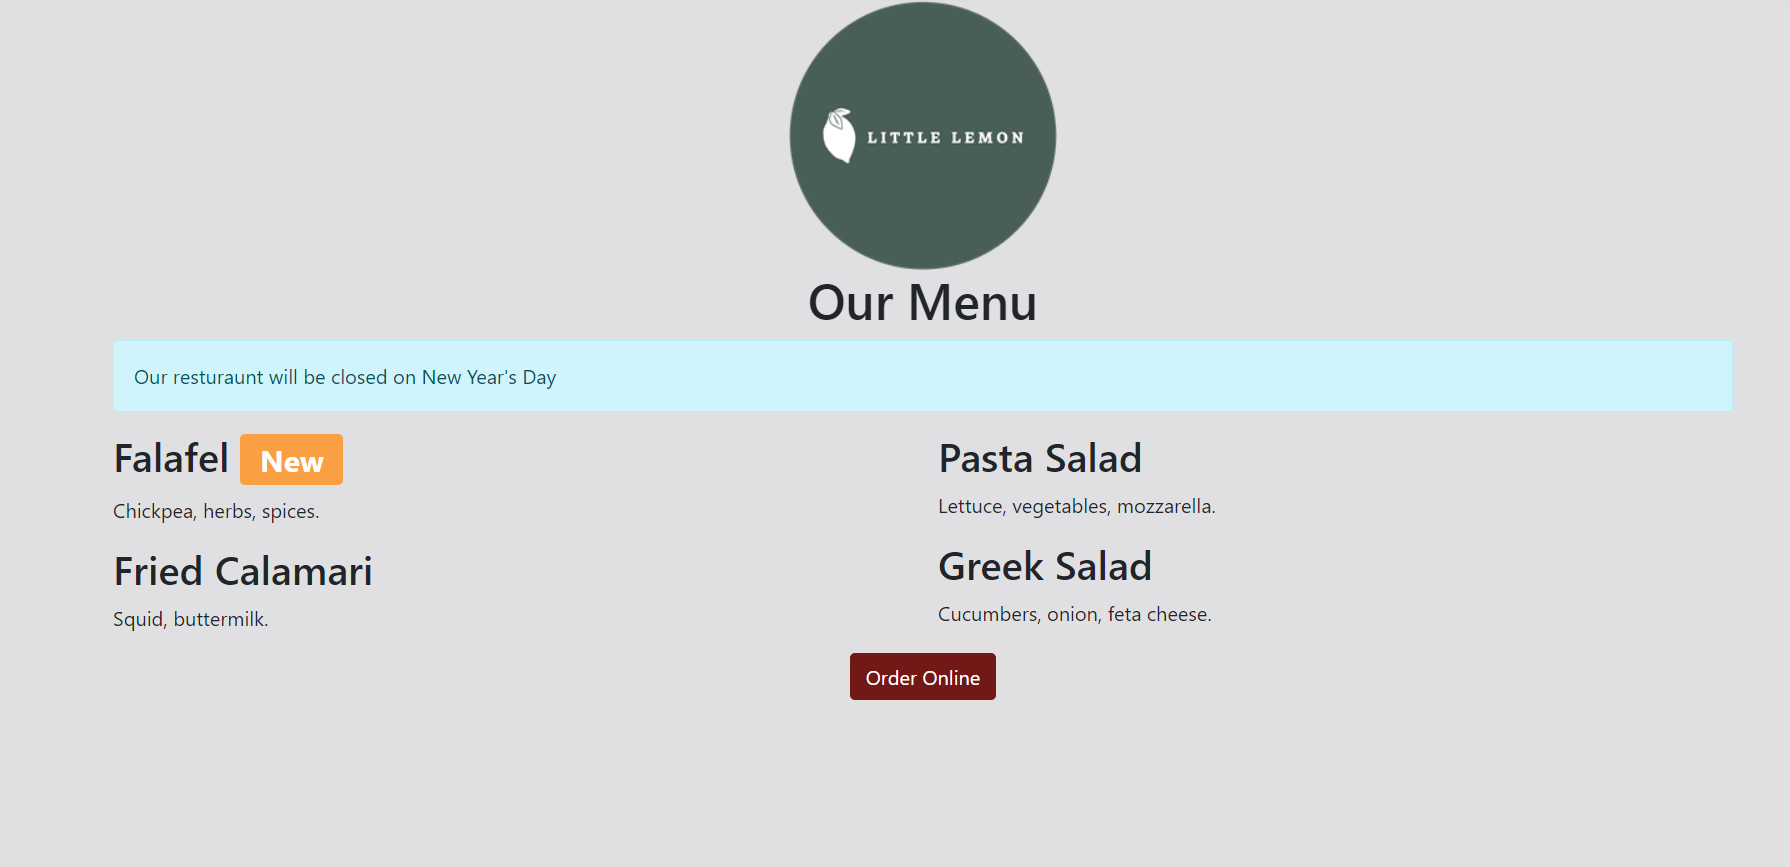 LITTLE LEMON
Our Menu
Our resturaunt will be closed on New Year's Day
Falafel New
Chickpea, herbs, spices.
Fried Calamari
Squid, buttermilk.
Pasta Salad
Lettuce, vegetables, mozzarella.
Greek Salad
Cucumbers, onion, feta cheese.
Order Online